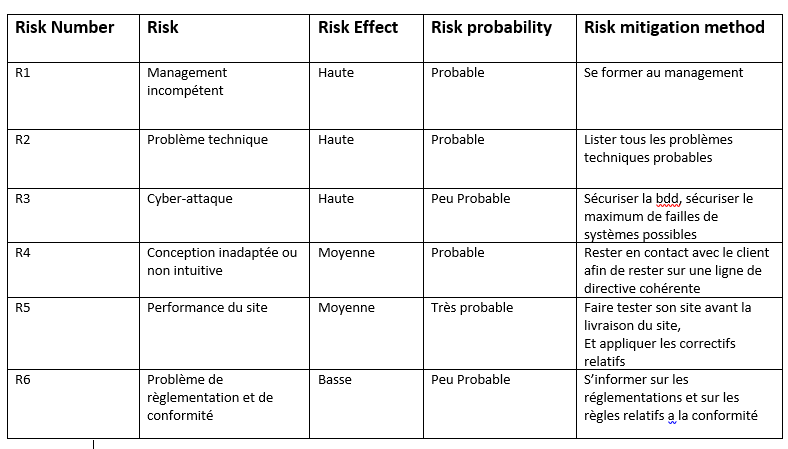 Risk Number Risk Risk Effect Risk probability Risk mitigation method
R1 Management Haute Probable Se former au management
incompétent
R2 Problème technique Haute Probable Lister tous les problèmes
techniques probables
R3 Cyber-attaque Haute Peu Probable Sécuriser la bdd, sécuriser le
maximum de failles de
systèmes possibles
R4 Conception inadaptée ou Moyenne Probable Rester en contact avec le client
non intuitive afin de rester sur une ligne de
directive cohérente
R5 Performance du site Moyenne Très probable Faire tester son site avant la
livraison du site,
Et appliquer les correctifs
relatifs
R6 Problème de Basse Peu Probable S’informer sur les
règlementation et de réglementations et sur les
conformité règles relatifs a la conformité